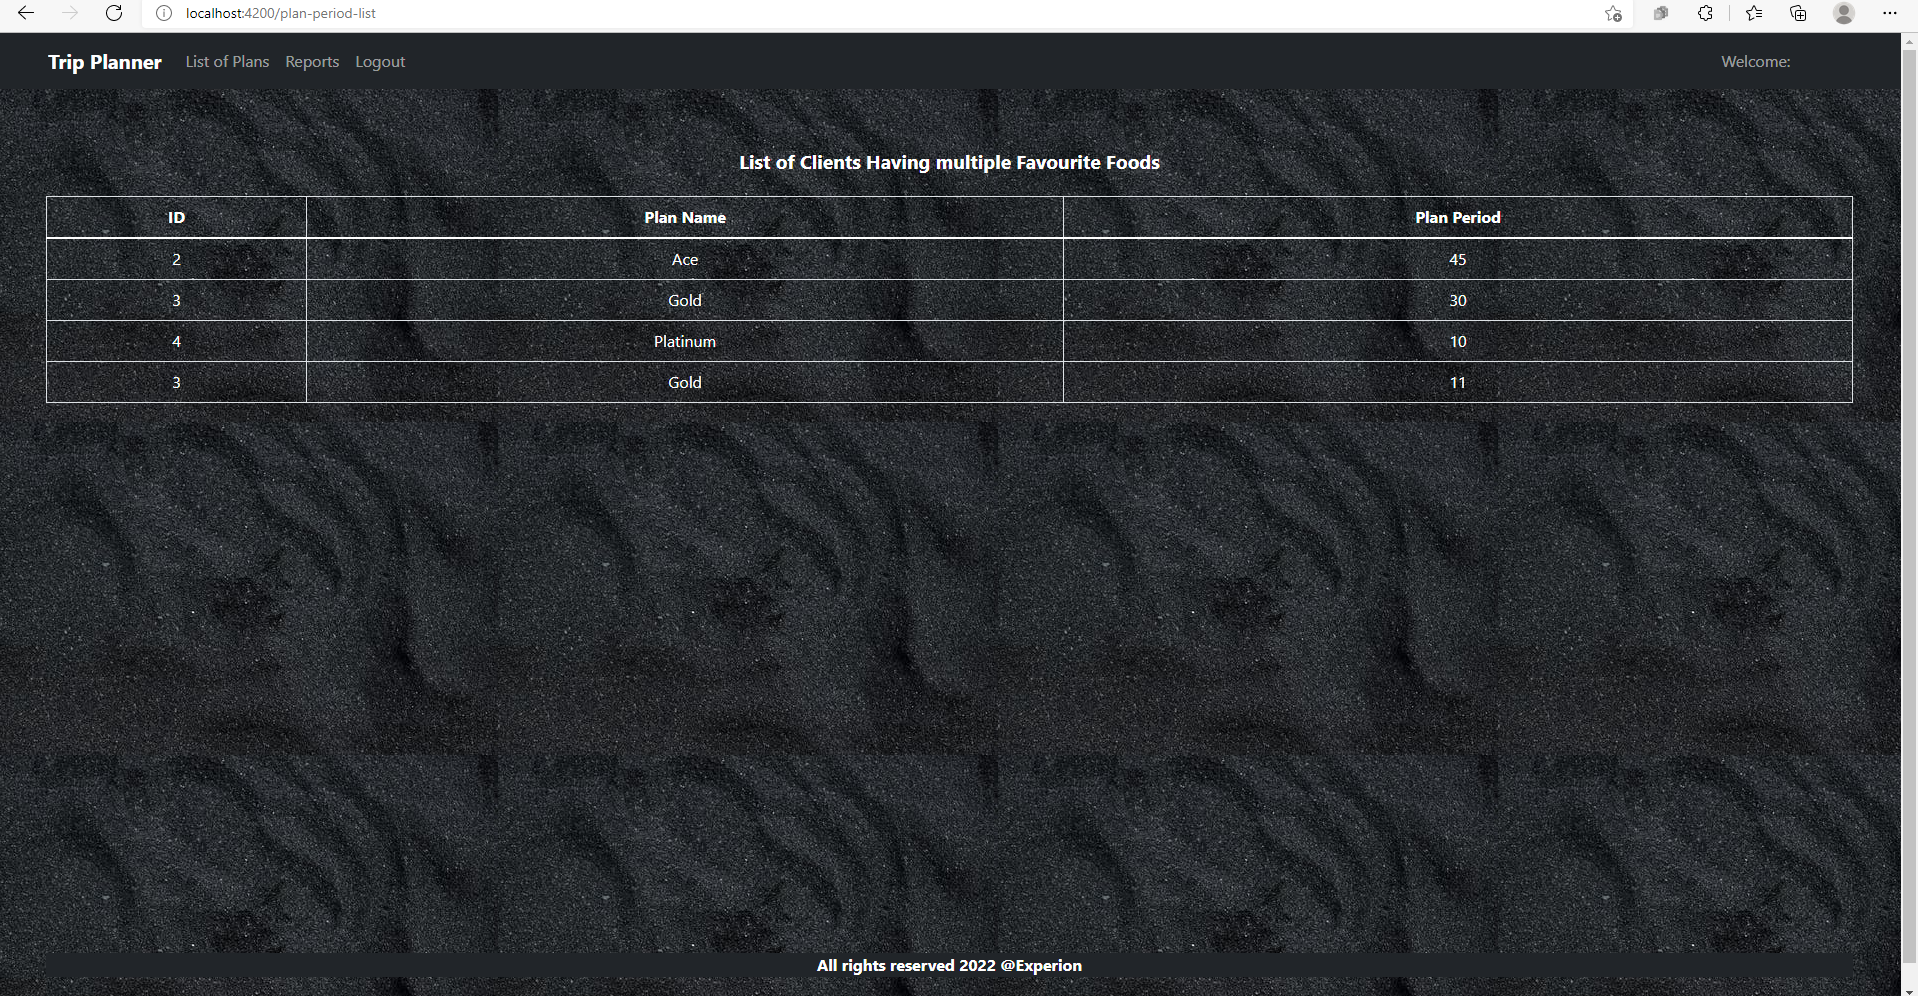 localhost:4200/plan-period-list
Trip Planner List of Plans Reports Logout Welcome:
List of Clients Having multiple Favourite Foods
ID Plan Name Plan Period
2 Ace 45
3 Gold 30
4 Platinum 10
3 Gold 11
All rights reserved 2022 @Experion